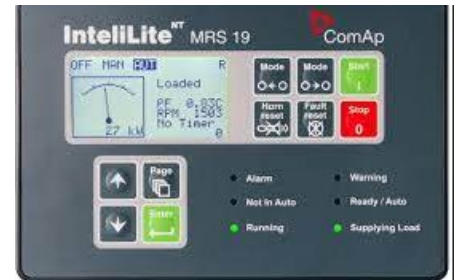 InteliLite NT MRS 19 ComAp
OFF MAN AUT R
Loaded
PF 0.83C
RPM 1503
No Timer
27 kW 0
Mode Mode Start
I
Horn reset Fault reset Stop
0
Page
Enter
Alarm Warning
Not In Auto Ready / Auto
Running Supplying Load